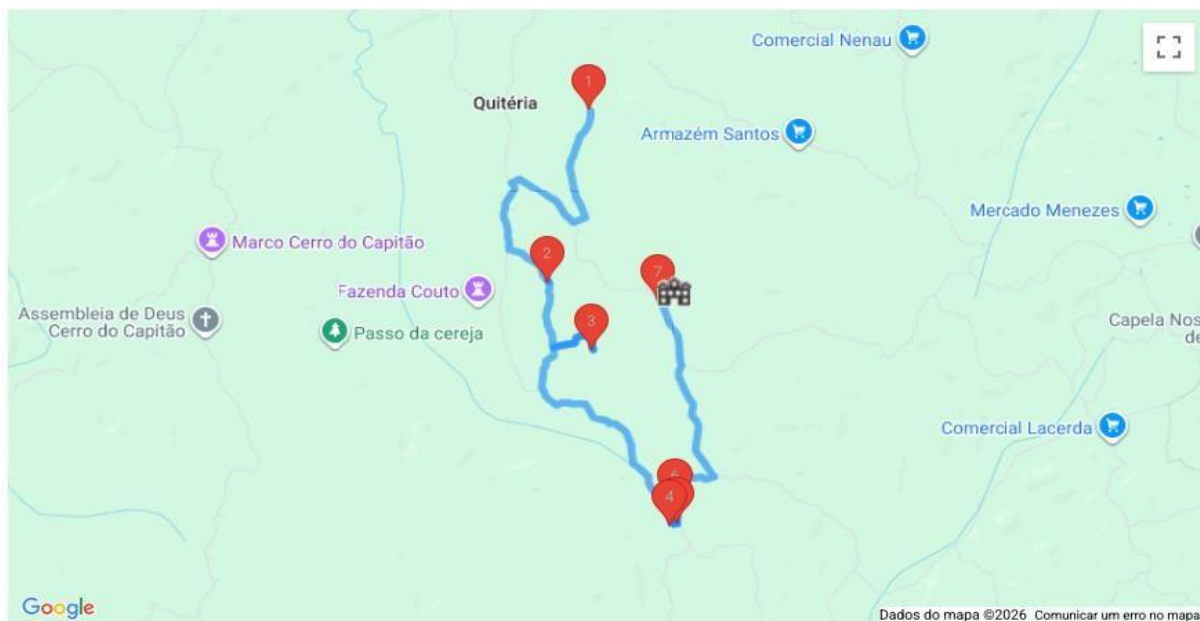 Comercial Nenau
1
Quitéria
Armazém Santos
Mercado Menezes
Marco Cerro do Capitão
2
7
Fazenda Couto
Assembleia de Deus
Cerro do Capitão
3
Passo da cereja
Capela Nos
de
Comercial Lacerda
6
4
Google
Dados do mapa ©2026 Comunicar um erro no mapa